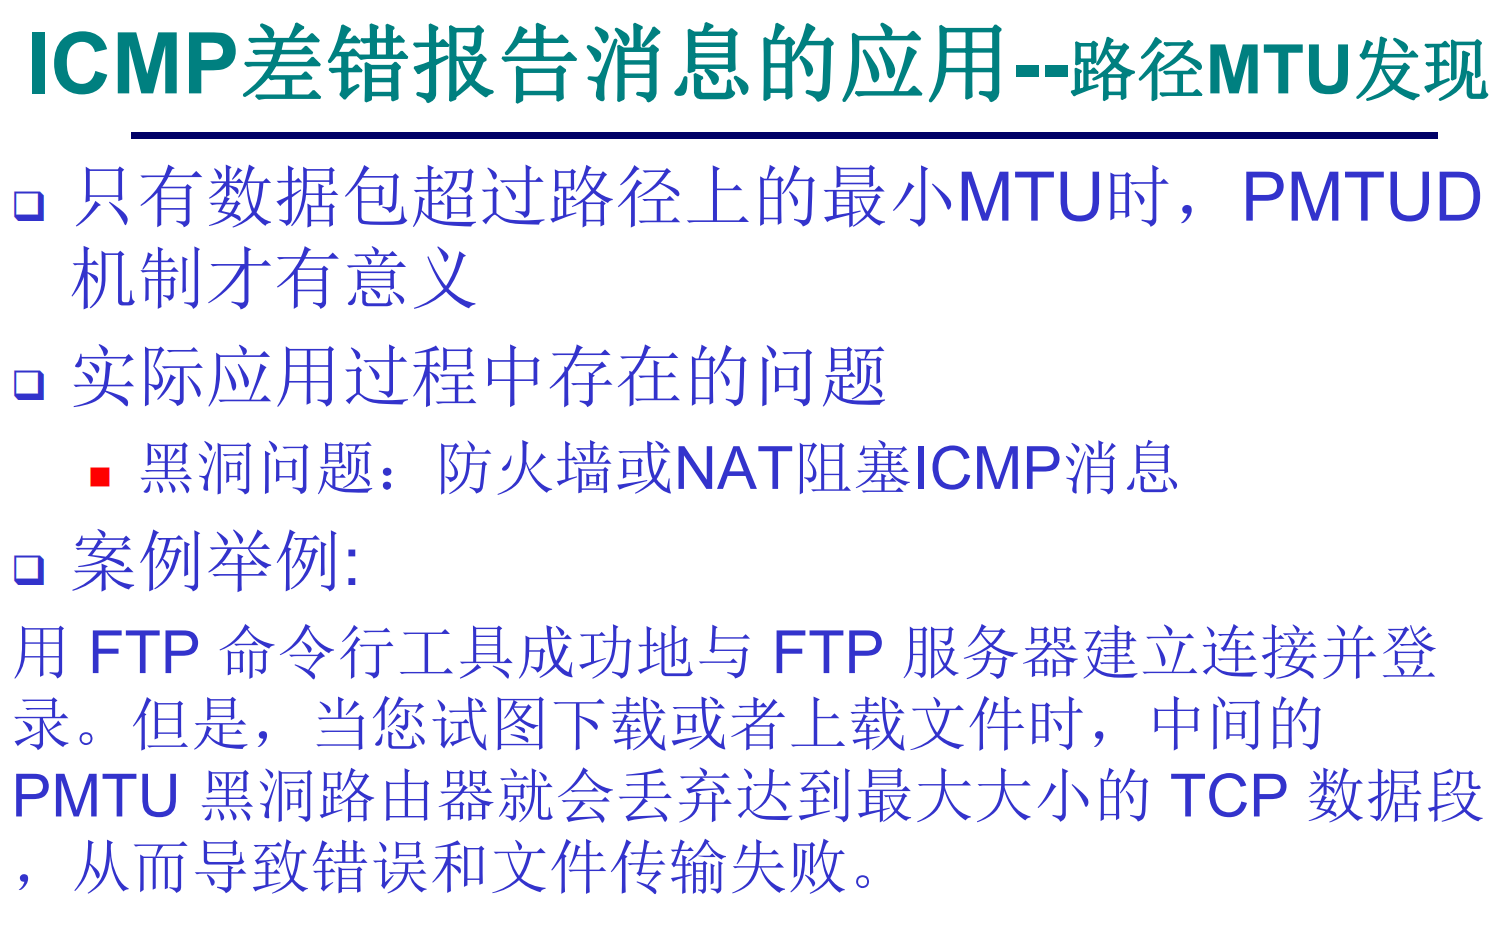 ICMP差错报告消息的应用--路径MTU发现
只有数据包超过路径上的最小MTU时，PMTUD
机制才有意义
实际应用过程中存在的问题
黑洞问题：防火墙或NAT阻塞ICMP消息
案例举例:
用 FTP 命令行工具成功地与 FTP 服务器建立连接并登
录。但是，当您试图下载或者上载文件时，中间的
PMTU 黑洞路由器就会丢弃达到最大大小的 TCP 数据段
，从而导致错误和文件传输失败。